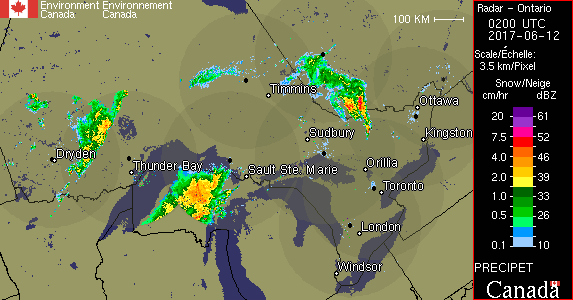 Environment Environnement
Canada Canada
100 KM
Timmins
Ottawa
Sudbury
Kingston
Dryden
Thunder Bay
Sault Ste. Marie
Orillia
Toronto
London
Windsor
Radar - Ontario
0200 UTC
2017-06-12
Scale/Échelle:
3.5 km/Pixel
Snow/Neige
cm/hr dBZ
20 61
7.5 52
4.0 46
2.0 39
1.0 33
0.5 26
0.1 10
PRECIPET
Canada